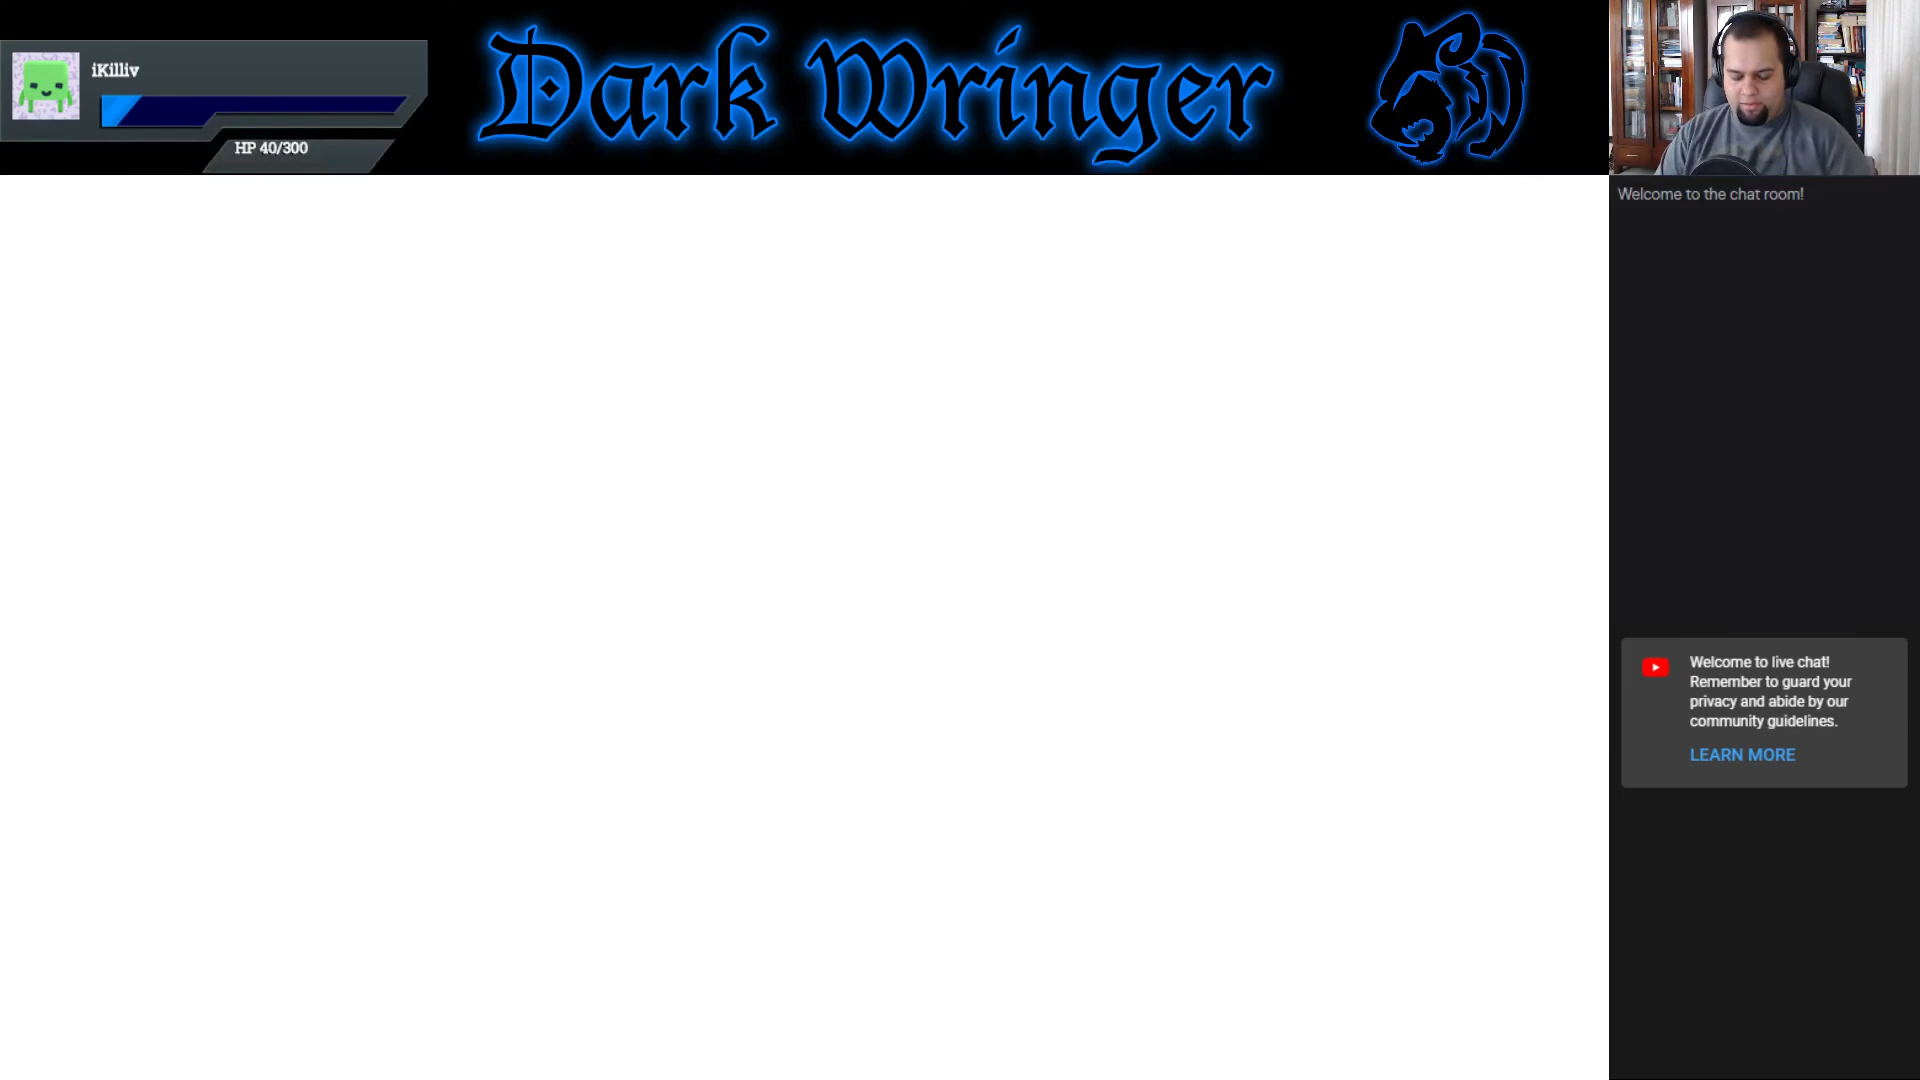 iKilliv
HP 40/300
Dark Wringer
Welcome to the chat room!
Welcome to live chat!
Remember to guard your
privacy and abide by our
community guidelines.
LEARN MORE